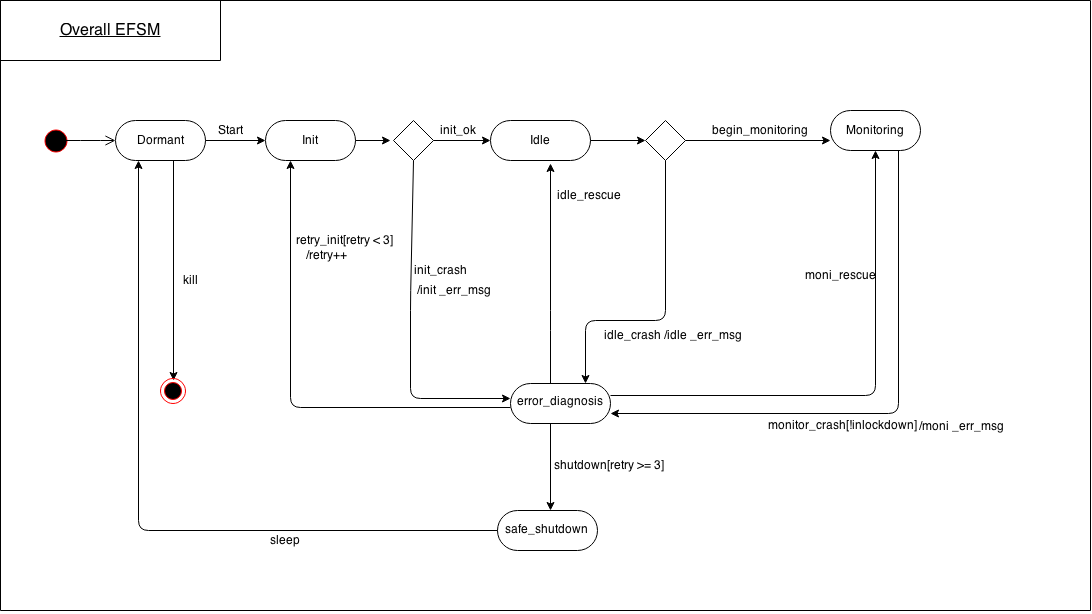 Overall EFSM
Dormant
Start
Init
init_ok
Idle
begin_monitoring
Monitoring
idle_rescue
retry_init[retry < 3]
/retry++
init_crash
/init _err_msg
kill
moni_rescue
idle_crash /idle _err_msg
error_diagnosis
monitor_crash[!inlockdown]/moni _err_msg
shutdown[retry >= 3]
safe_shutdown
sleep